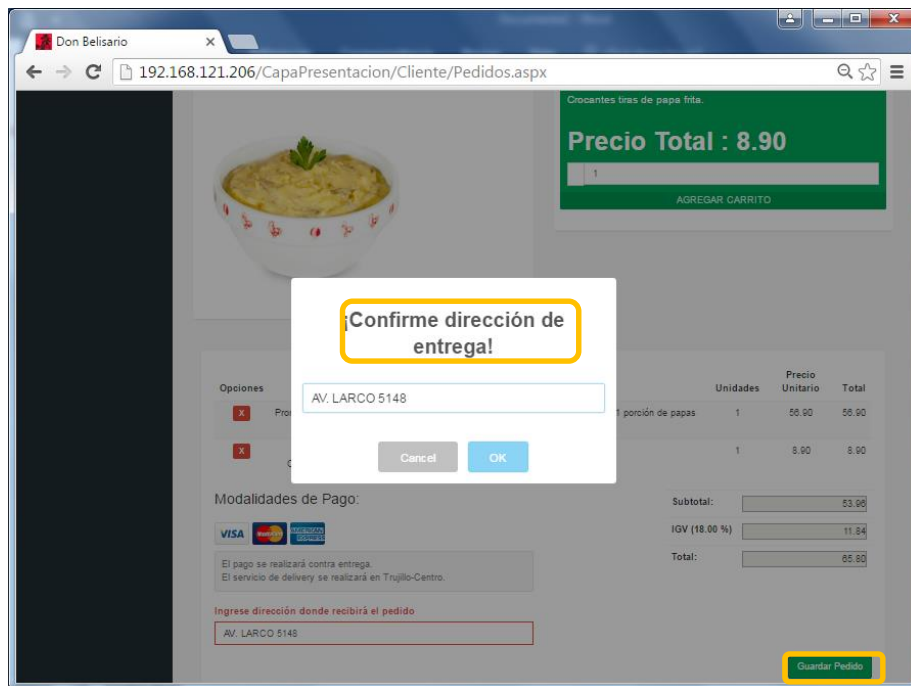 Don Belisario
192.168.121.206/CapaPresentacion/Cliente/Pedidos.aspx
Crocantes tiras de papa frita.
Precio Total : 8.90
1
AGREGAR CARRITO
¡Confirme dirección de
entrega!
AV. LARCO 5148
Cancel OK
Opciones Unidades Precio Unitario Total
X 1 porción de papas 1 56.90 56.90
X 1 8.90 8.90
Modalidades de Pago:
VISA
El pago se realizará contra entrega.
El servicio de delivery se realizará en Trujillo-Centro.
Ingrese dirección donde recibirá el pedido
AV. LARCO 5148
Subtotal: 53.96
IGV (18.00 %) 11.84
Total: 65.80
Guardar Pedido